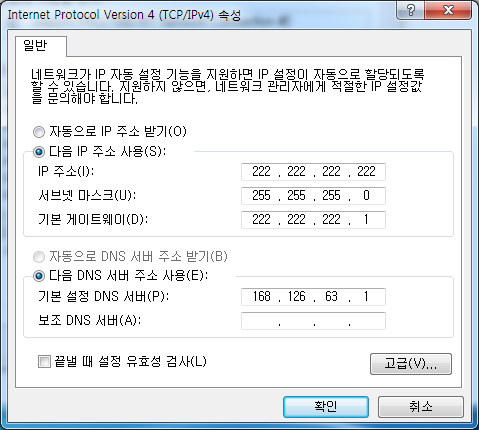 Internet Protocol Version 4 (TCP/IPv4) 속성
일반
네트워크가 IP 자동 설정 기능을 지원하면 IP 설정이 자동으로 할당되도록
할 수 있습니다. 지원하지 않으면, 네트워크 관리자에게 적절한 IP 설정값
을 문의해야 합니다.
자동으로 IP 주소 받기(O)
다음 IP 주소 사용(S):
IP 주소(I): 222 . 222 . 222 . 222
서브넷 마스크(U): 255 . 255 . 255 . 0
기본 게이트웨이(D): 222 . 222 . 222 . 1
자동으로 DNS 서버 주소 받기(B)
다음 DNS 서버 주소 사용(E):
기본 설정 DNS 서버(P): 168 . 126 . 63 . 1
보조 DNS 서버(A): . . .
끝낼 때 설정 유효성 검사(L)
고급(V)...
확인 취소